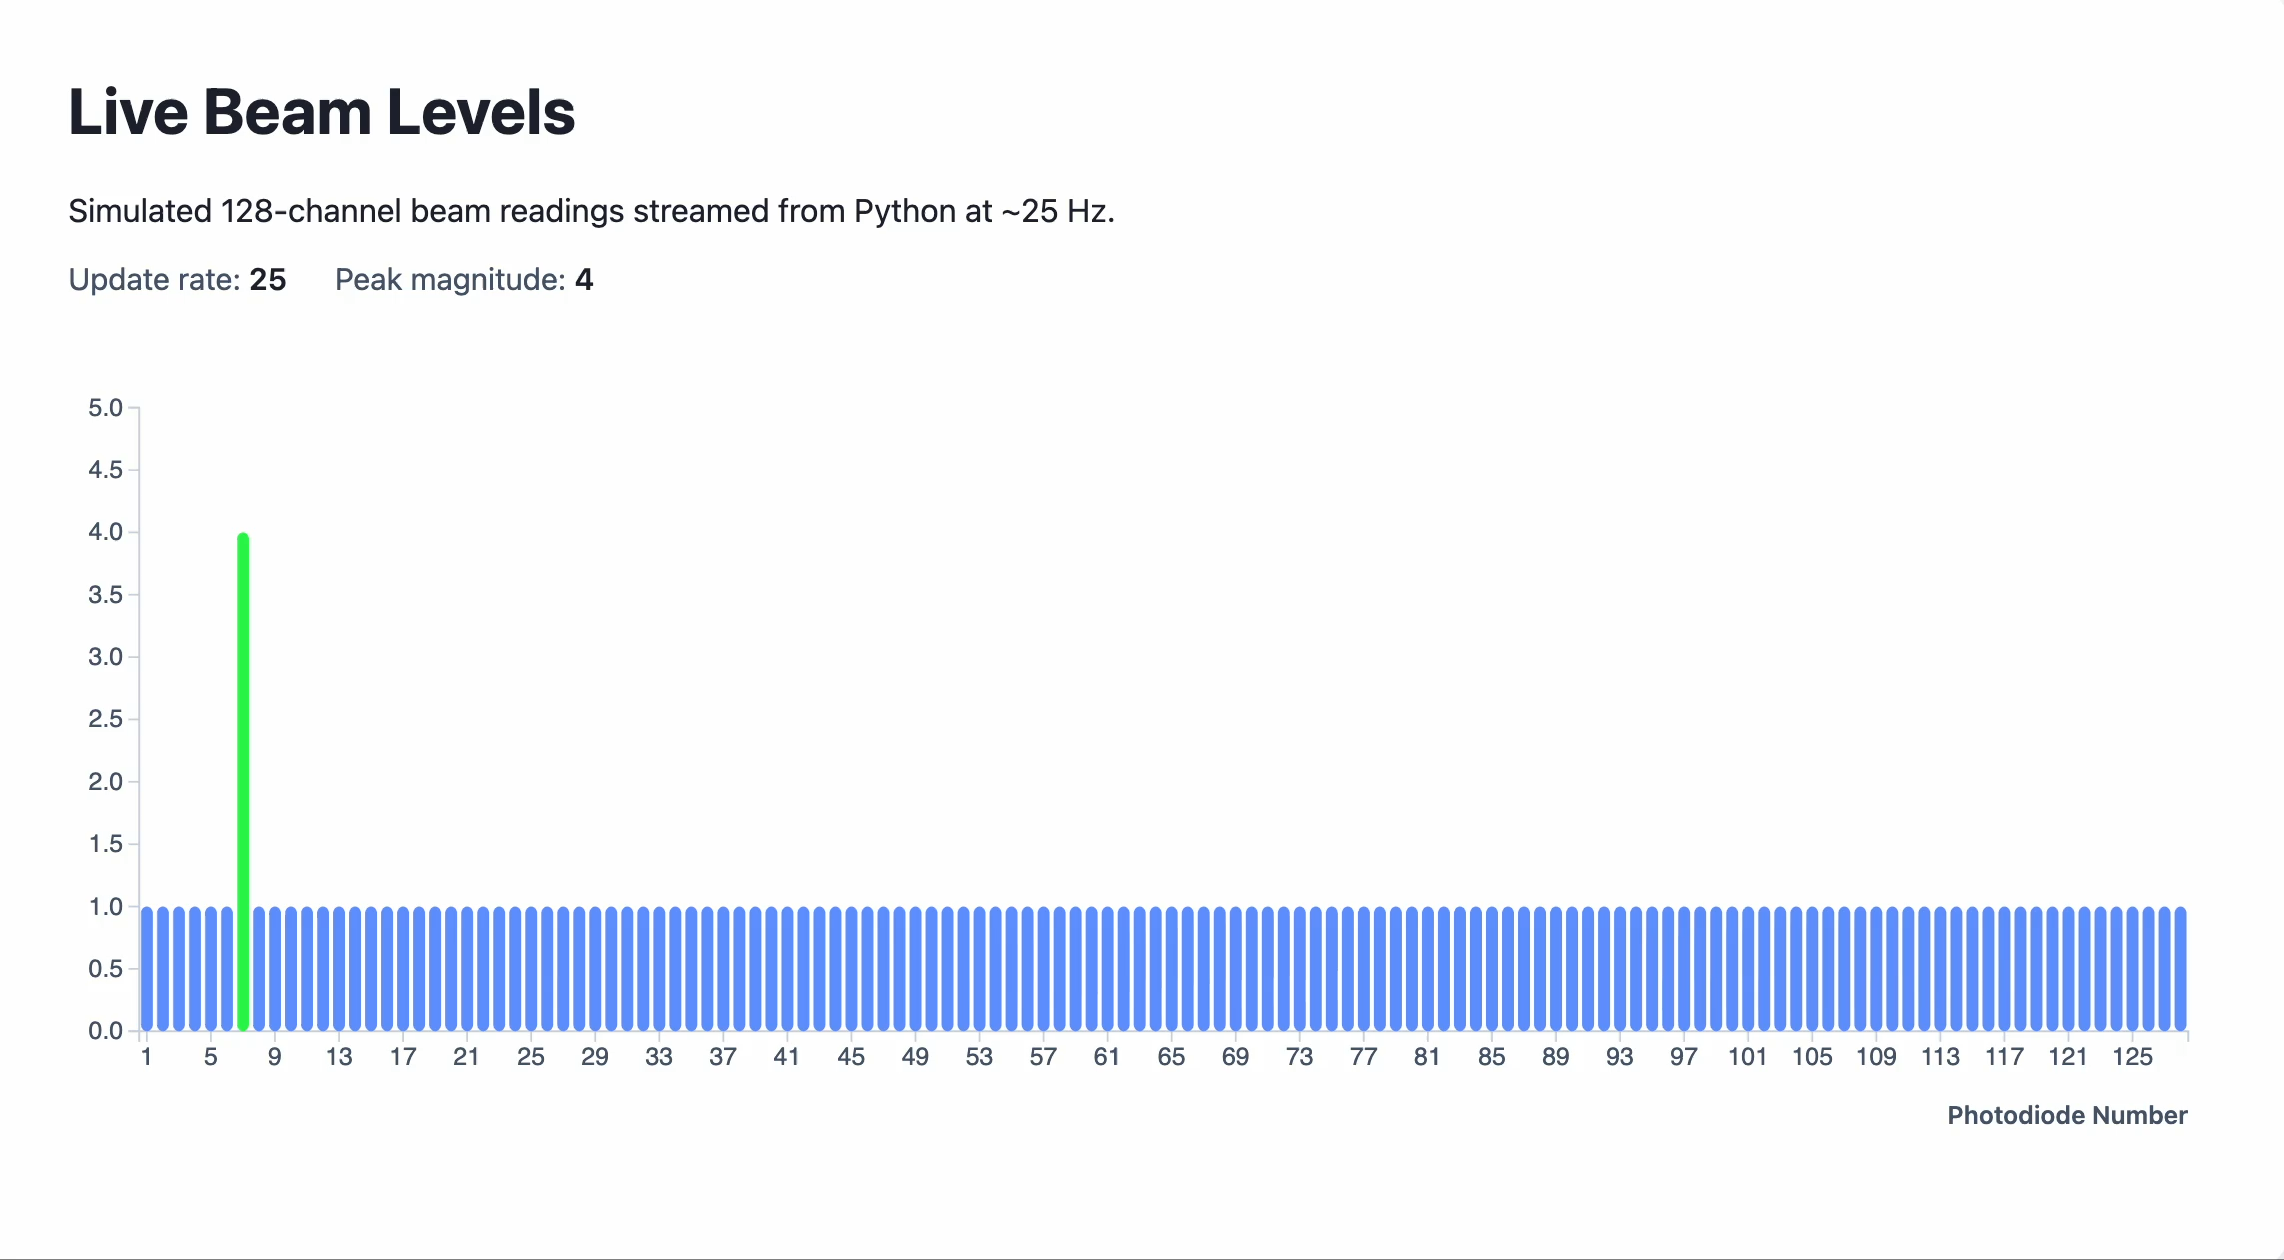 Live Beam Levels
Simulated 128-channel beam readings streamed from Python at ~25 Hz.
Update rate: 25 Peak magnitude: 4
5.0
4.5
4.0
3.5
3.0
2.5
2.0
1.5
1.0
0.5
0.0
1 5 9 13 17 21 25 29 33 37 41 45 49 53 57 61 65 69 73 77 81 85 89 93 97 101 105 109 113 117 121 125
Photodiode Number